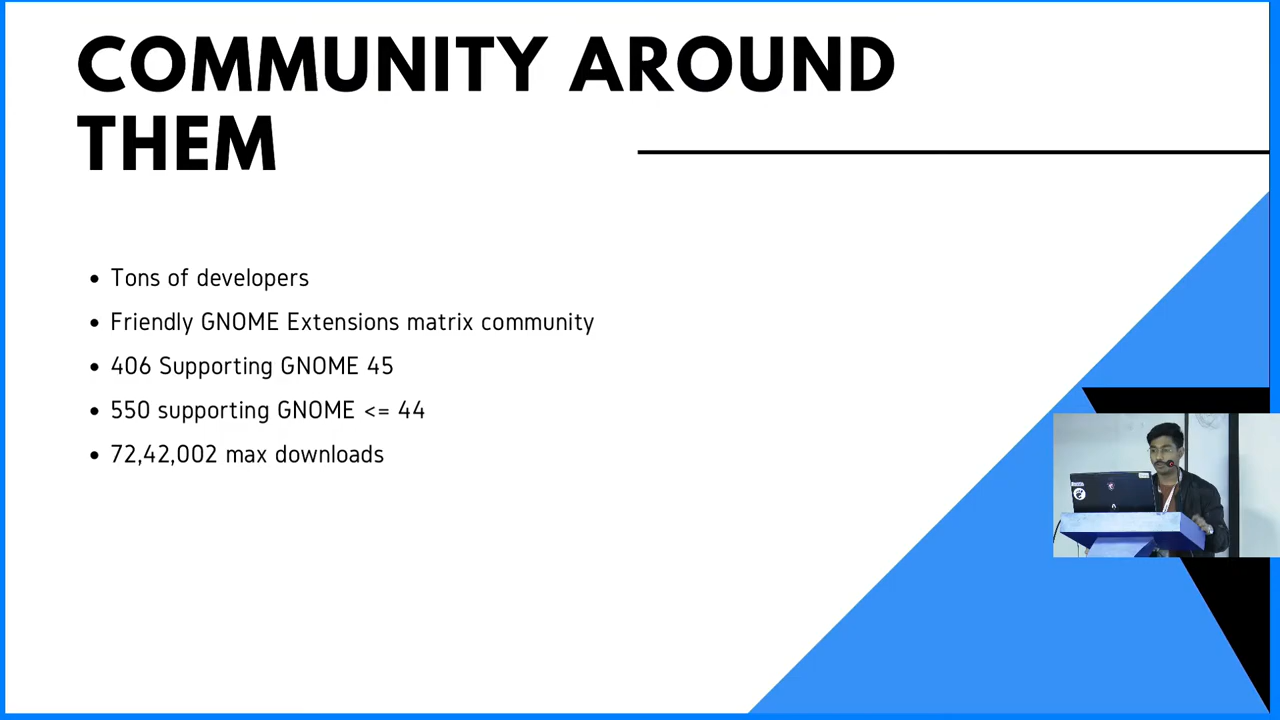 COMMUNITY AROUND
THEM
Tons of developers
Friendly GNOME Extensions matrix community
406 Supporting GNOME 45
550 supporting GNOME <= 44
72,42,002 max downloads